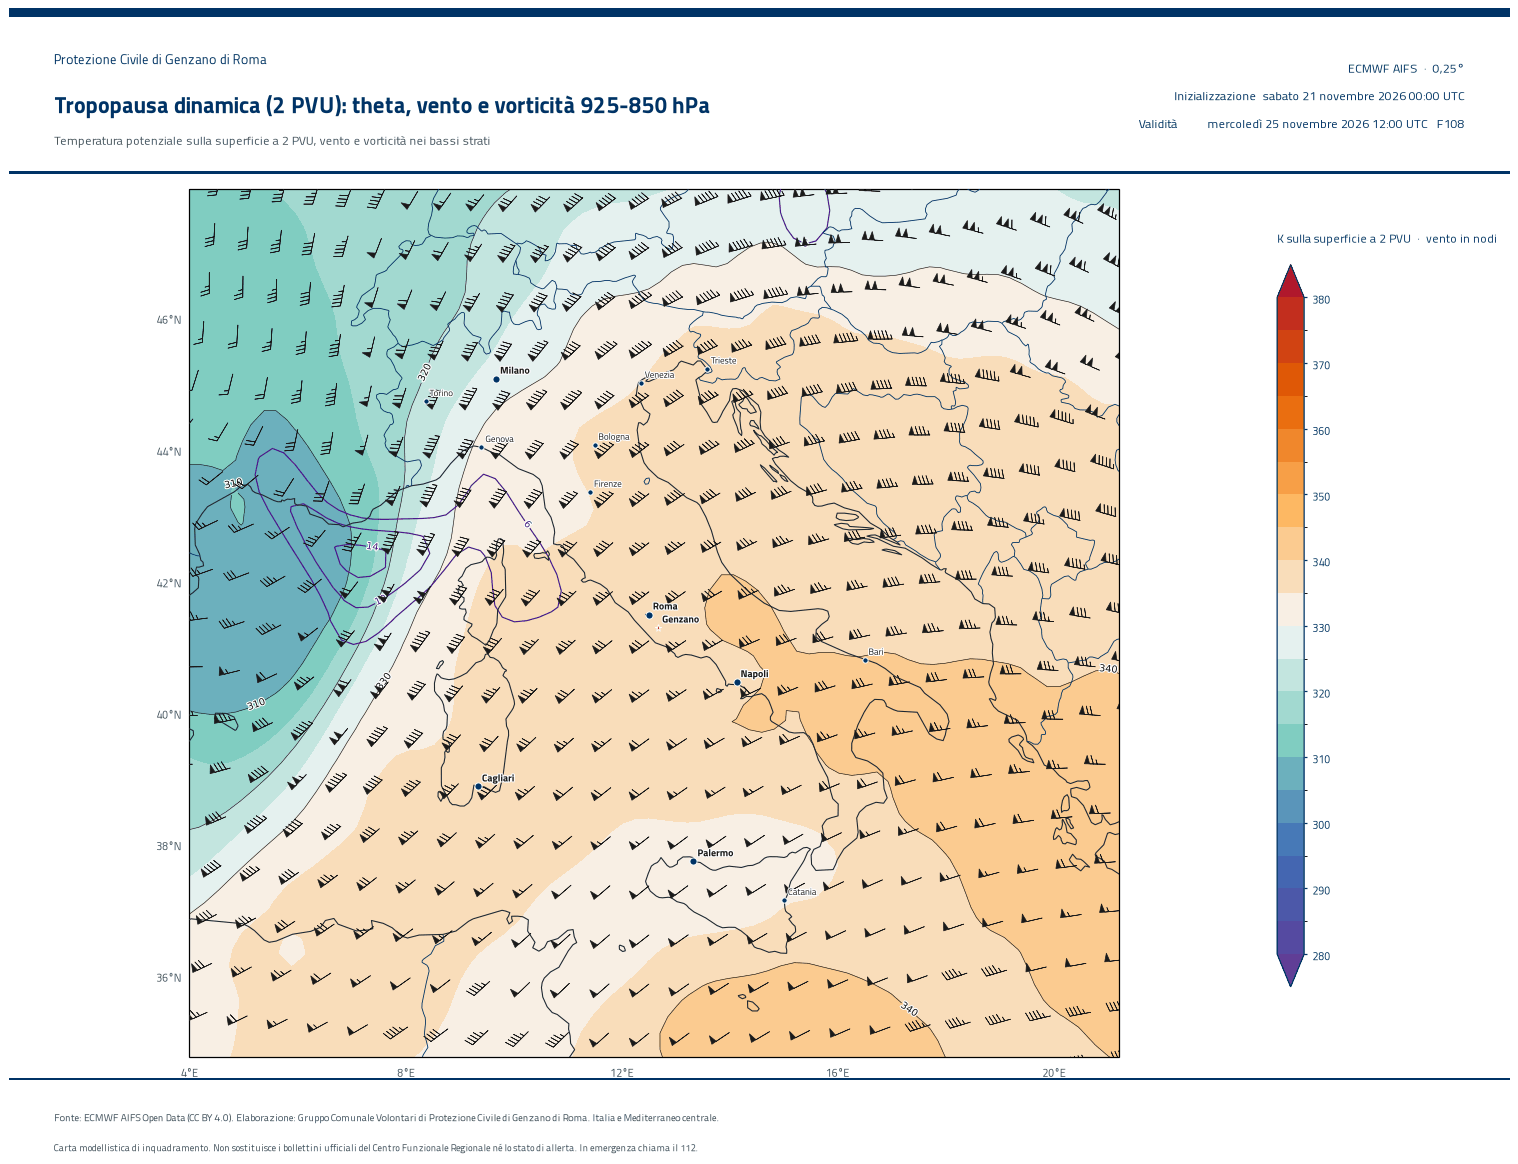 Protezione Civile di Genzano di Roma
Tropopausa dinamica (2 PVU): theta, vento e vorticità 925-850 hPa
Temperatura potenziale sulla superficie a 2 PVU, vento e vorticità nei bassi strati
ECMWF AIFS · 0,25°
Inizializzazione sabato 21 novembre 2026 00:00 UTC
Validità mercoledì 25 novembre 2026 12:00 UTC F108
K sulla superficie a 2 PVU · vento in nodi
380
370
360
350
340
330
320
310
300
290
280
46°N
44°N
42°N
40°N
38°N
36°N
4°E
8°E
12°E
16°E
20°E
Trieste
Venezia
Milano
320
Torino
Genova
Bologna
310
Firenze
6
14
Roma
Genzano
Bari
340
Napoli
330
310
Cagliari
Palermo
Catania
340
Fonte: ECMWF AIFS Open Data (CC BY 4.0). Elaborazione: Gruppo Comunale Volontari di Protezione Civile di Genzano di Roma. Italia e Mediterraneo centrale.
Carta modellistica di inquadramento. Non sostituisce i bollettini ufficiali del Centro Funzionale Regionale né lo stato di allerta. In emergenza chiama il 112.